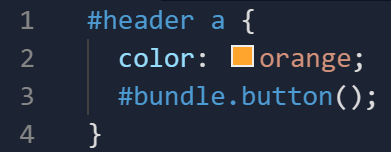 1 #header a {
2   color: orange;
3   #bundle.button();
4 }